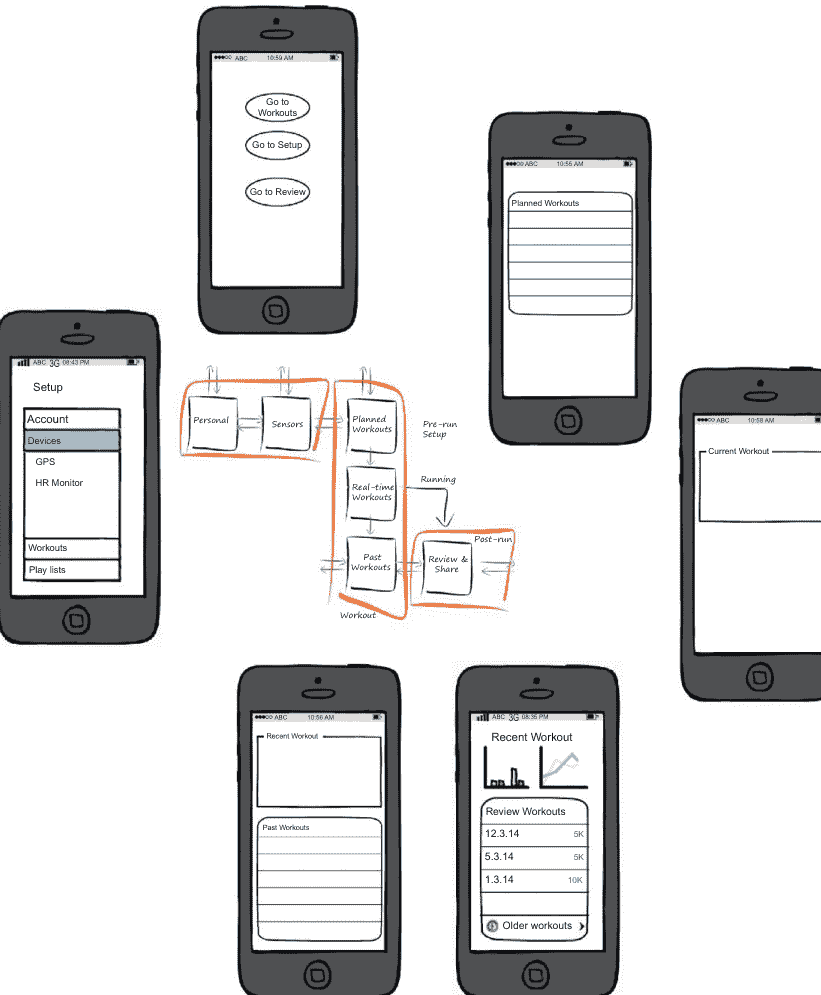 ABC 10:59 AM
Go to
Workouts
Go to Setup
Go to Review
ABC 10:55 AM
Planned Workouts
ABC 3G 08:43 PM
Setup
Account
Devices
GPS
HR Monitor
Workouts
Play lists
Personal
Sensors
Planned
Workouts
Pre-run
Setup
Real-time
Workouts
Running
Past
Workouts
Post-run
Review &
Share
Workout
ABC 10:58 AM
Current Workout
ABC 10:56 AM
Recent Workout
Past Workouts
ABC 3G 08:35 PM
Recent Workout
Review Workouts
12.3.14 5K
5.3.14 5K
1.3.14 10K
Older workouts